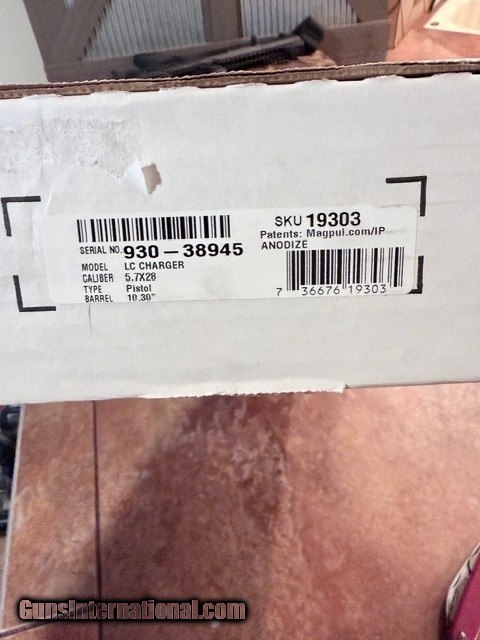 SERIAL NO. 930-38945
MODEL LC CHARGER
CALIBER 5.7X28
TYPE Pistol
BARREL 10.30"
SKU 19303
Patents: Magpul.com/IP
ANODIZE
7 36676 19303
GunsInternational.com